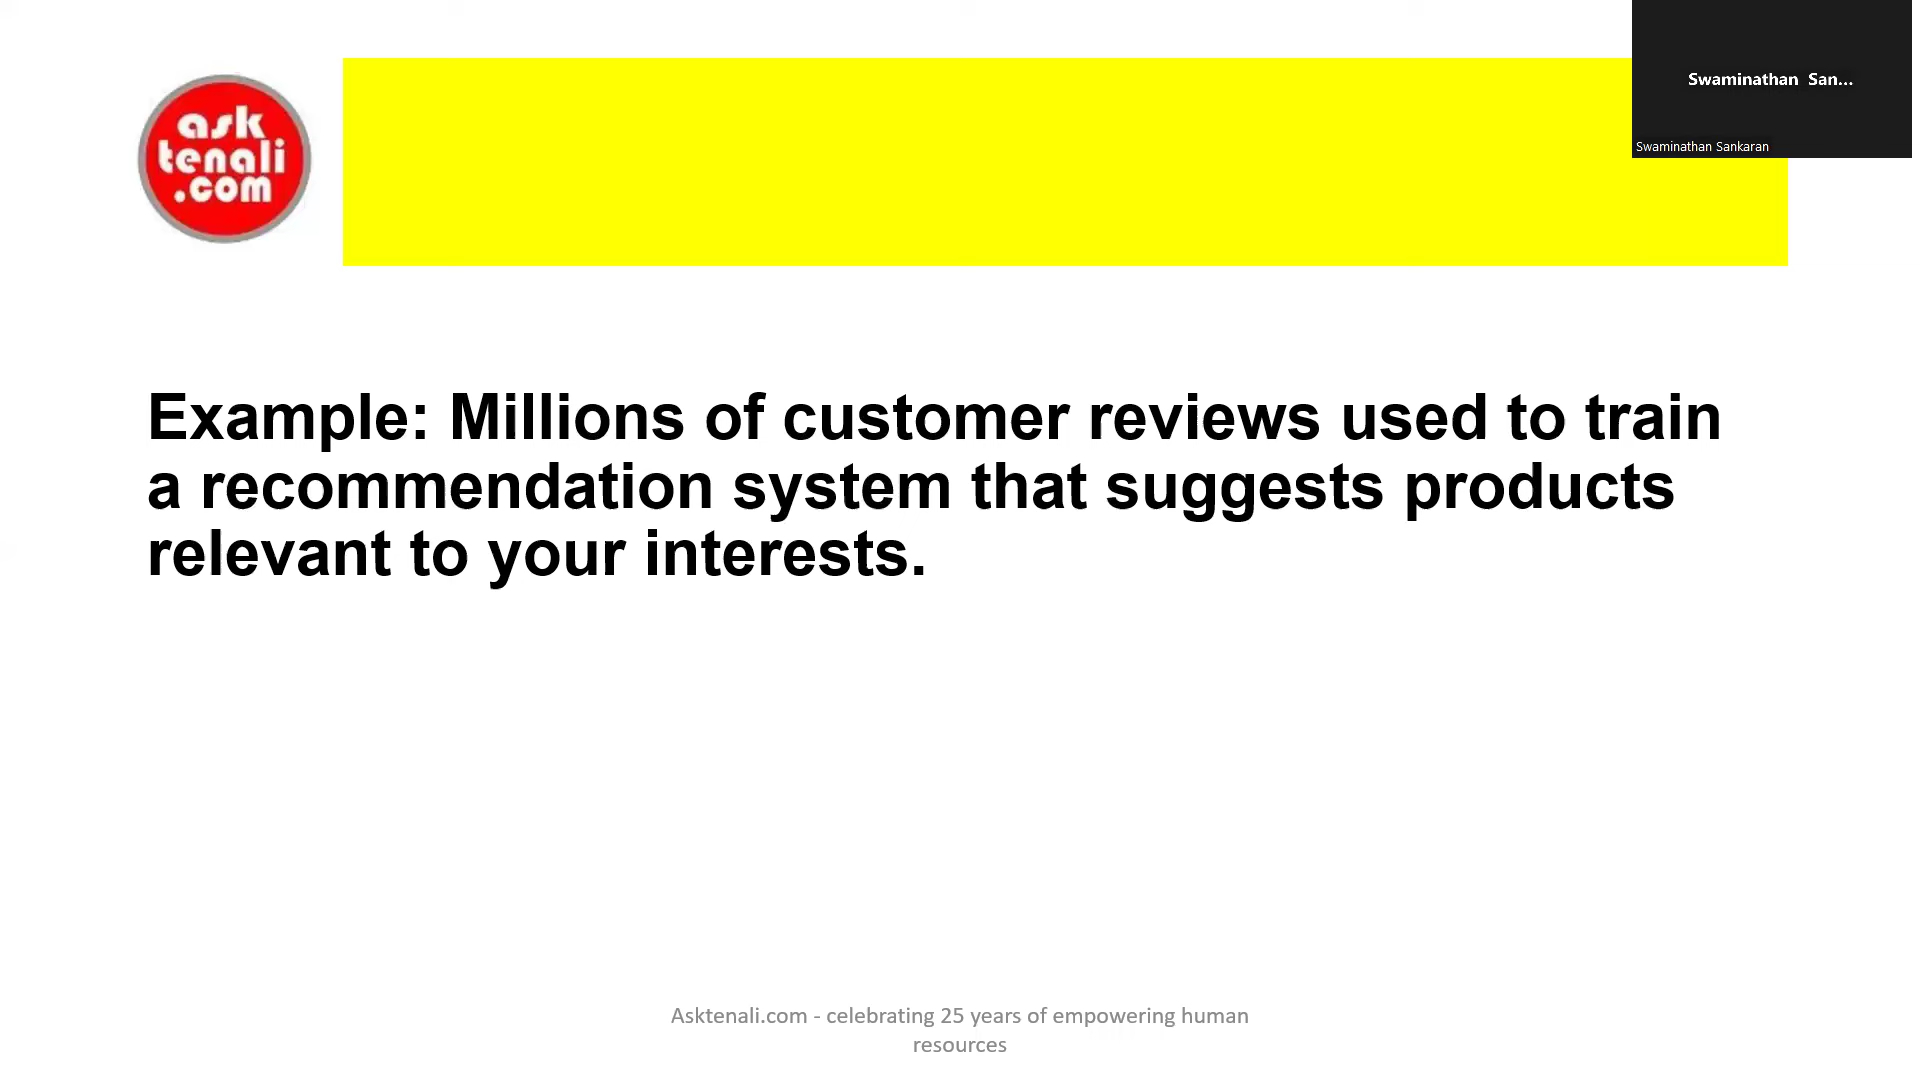 Swaminathan San...
Swaminathan Sankaran
ask
tenali
.com
Example: Millions of customer reviews used to train
a recommendation system that suggests products
relevant to your interests.
Asktenali.com - celebrating 25 years of empowering human
resources